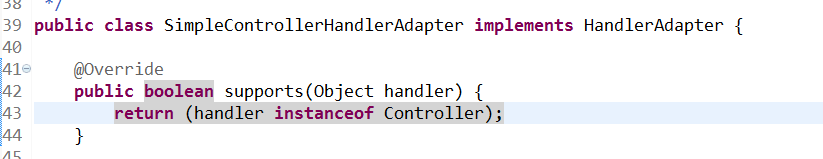 38 */
39 public class SimpleControllerHandlerAdapter implements HandlerAdapter {
40
41 @Override
42 public boolean supports(Object handler) {
43 return (handler instanceof Controller);
44 }
45